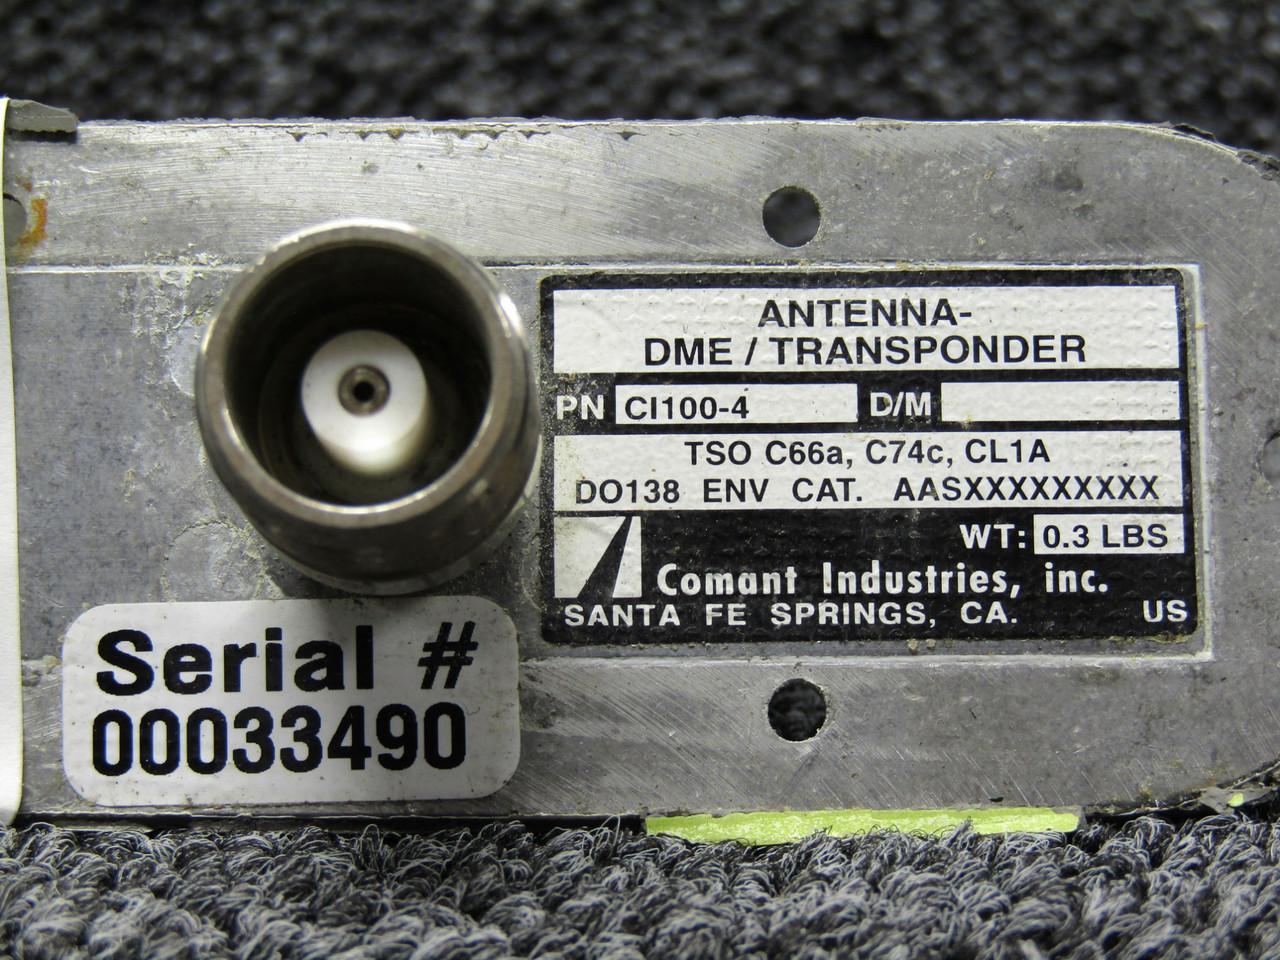 ANTENNA-
DME / TRANSPONDER
PN CI100-4 D/M
TSO C66a, C74c, CL1A
DO138 ENV CAT. AASXXXXXXXXX
WT: 0.3 LBS
Comant Industries, inc.
SANTA FE SPRINGS, CA. US
Serial #
00033490